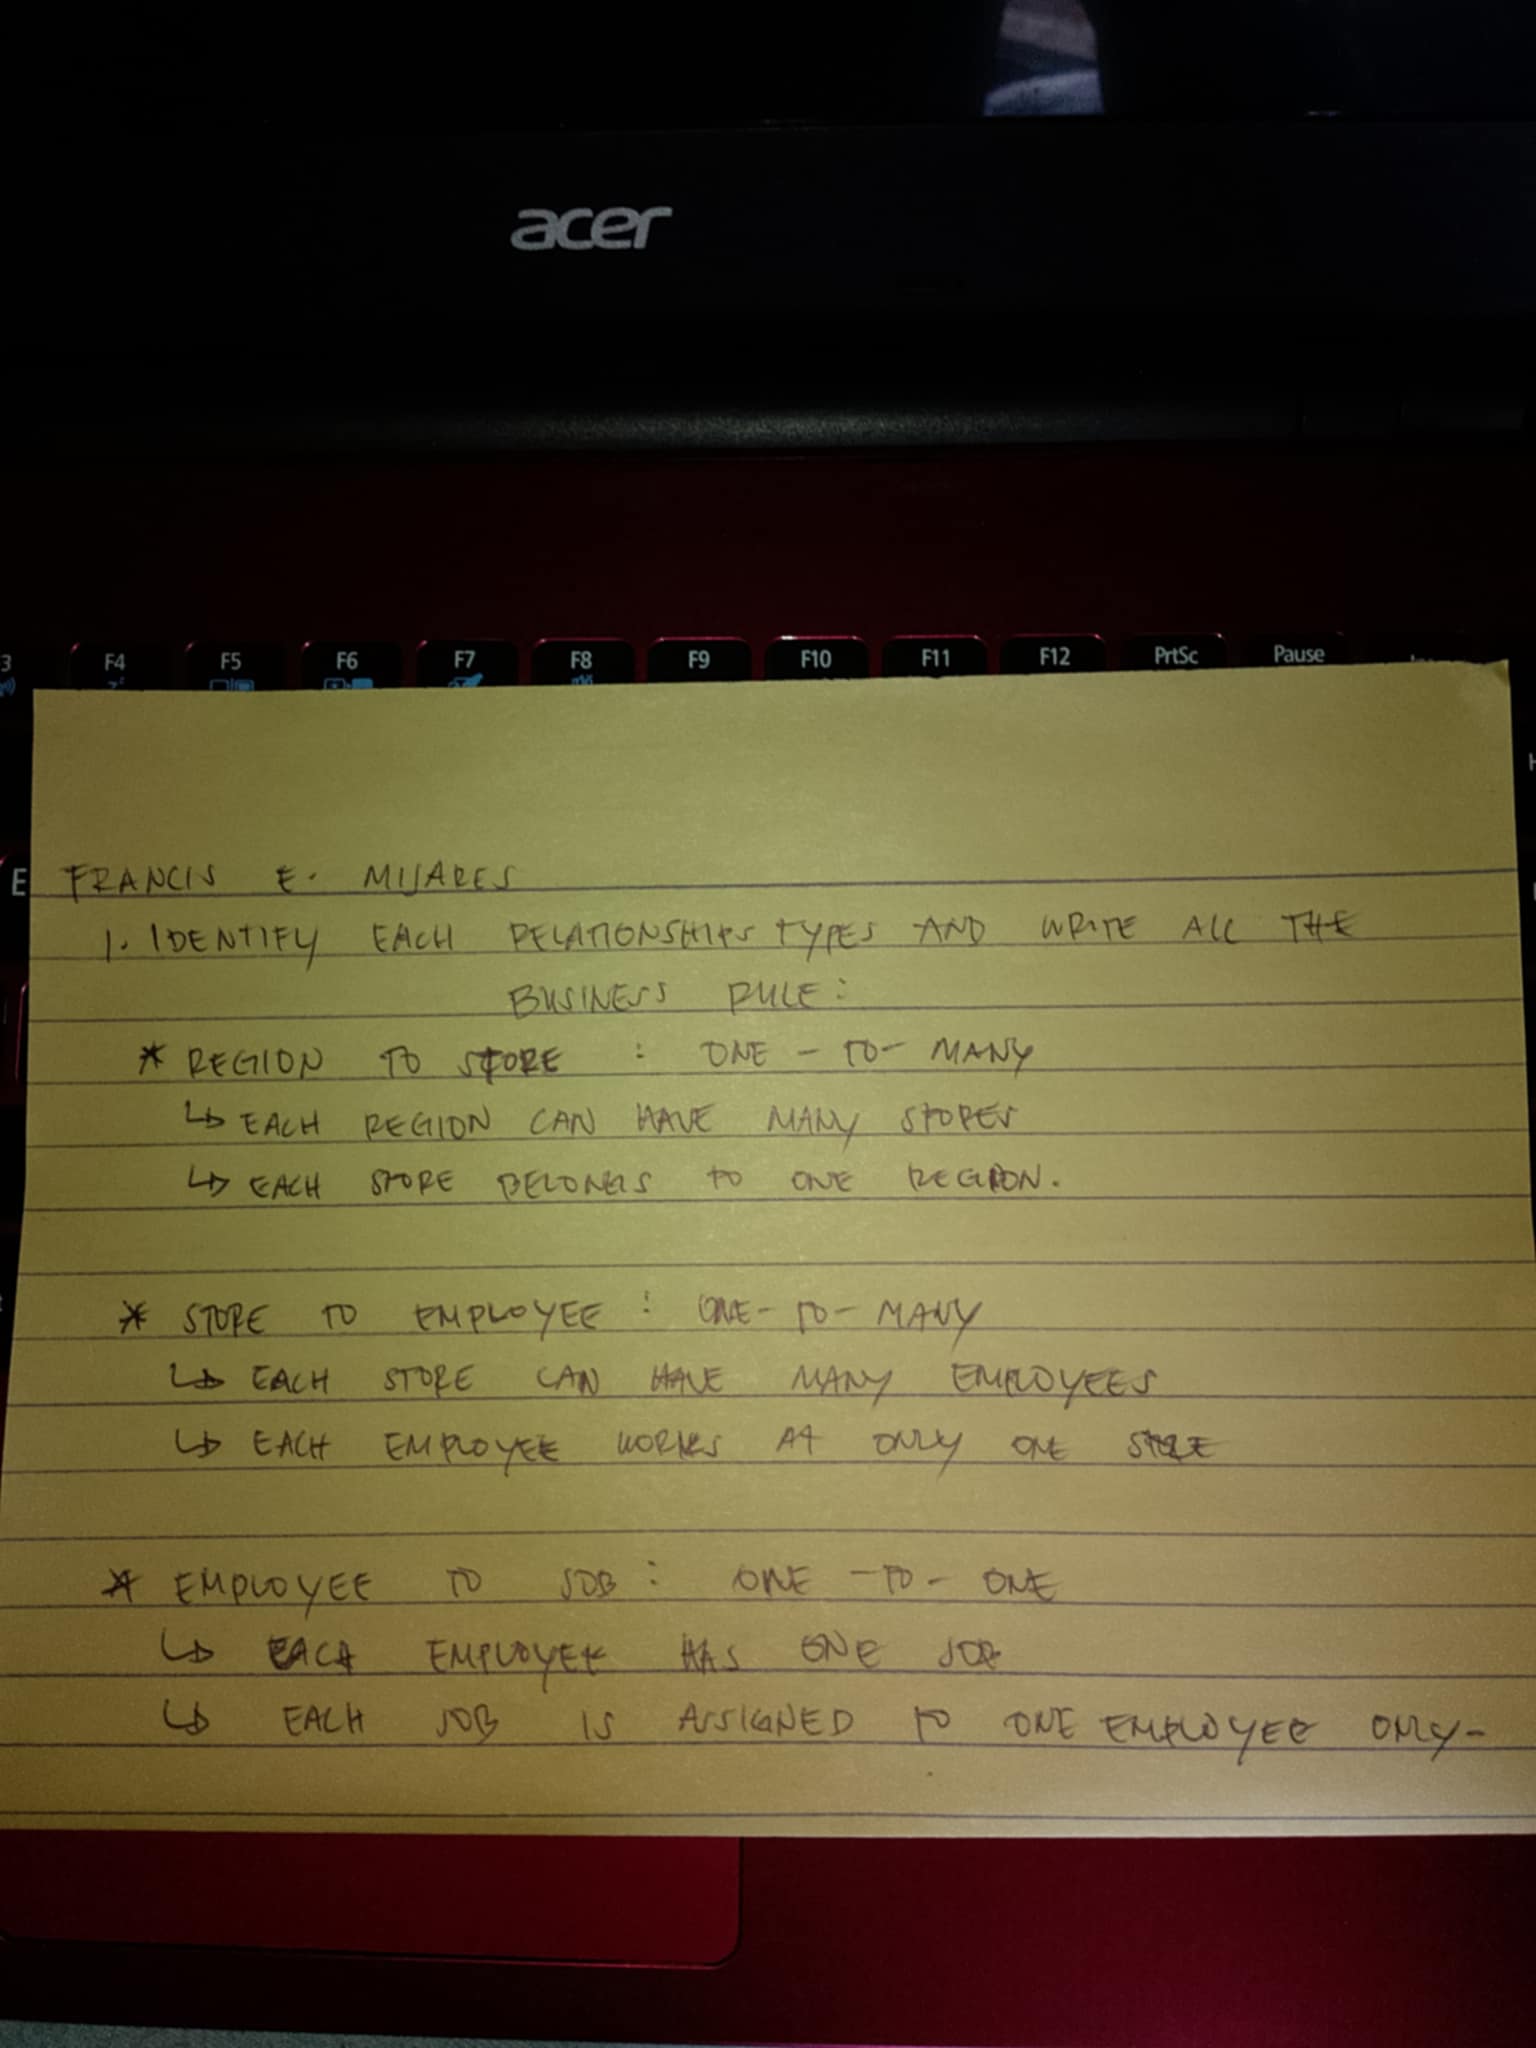 acer
3 F4 F5 F6 F7 F8 F9 F10 F11 F12 PrtSc Pause
E
FRANCIS E. MIJARES
1. IDENTIFY EACH RELATIONSHIPS TYPES AND WRITE ALL THE
BUSINESS RULE:
* REGION TO STORE : ONE-TO-MANY
↳ EACH REGION CAN HAVE MANY STORES
↳ EACH STORE BELONGS TO ONE REGION.
* STORE TO EMPLOYEE : ONE-TO-MANY
↳ EACH STORE CAN HAVE MANY EMPLOYEES
↳ EACH EMPLOYEE WORKS AT ONLY ONE STORE
* EMPLOYEE TO JOB : ONE-TO-ONE
↳ EACH EMPLOYEE HAS ONE JOB
↳ EACH JOB IS ASSIGNED TO ONE EMPLOYEE ONLY-